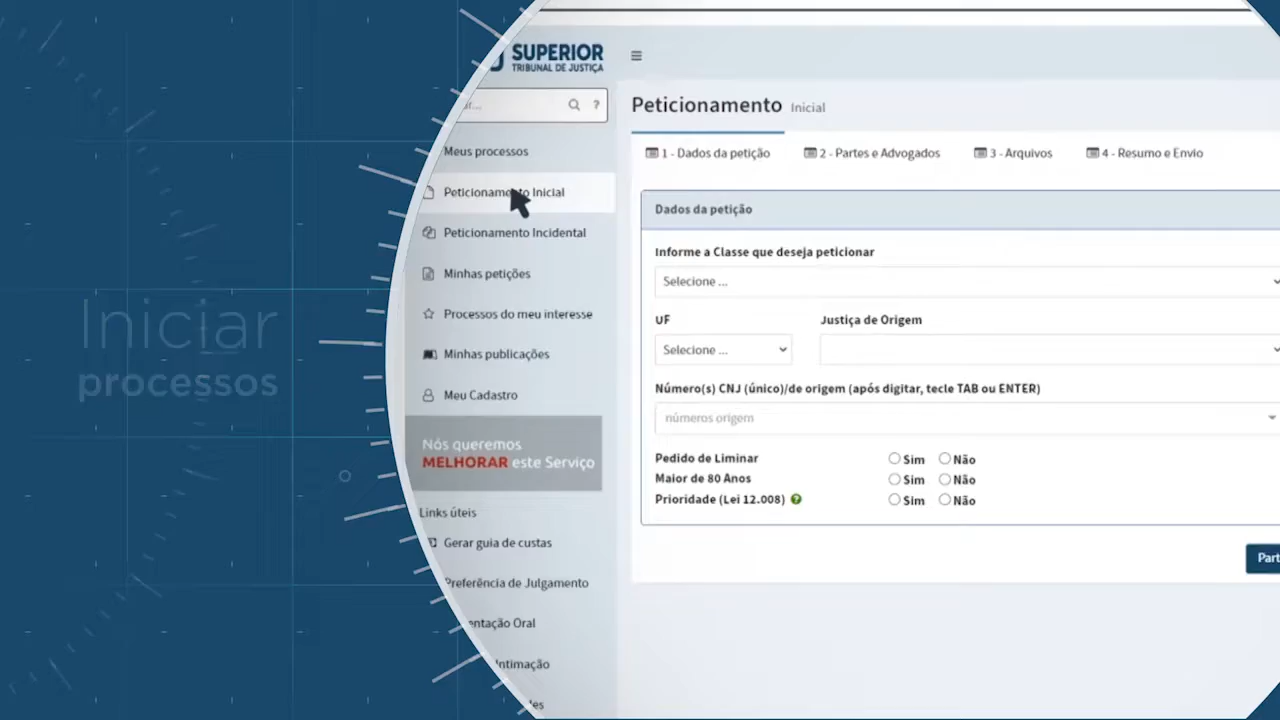 Iniciar
processos
SUPERIOR
TRIBUNAL DE JUSTIÇA
Meus processos
Peticionamento Inicial
Peticionamento Incidental
Minhas petições
Processos do meu interesse
Minhas publicações
Meu Cadastro
Nós queremos
MELHORAR este Serviço
Links úteis
Gerar guia de custas
Preferência de Julgamento
entação Oral
Intimação
Peticionamento Inicial
1 - Dados da petição
2 - Partes e Advogados
3 - Arquivos
4 - Resumo e Envio
Dados da petição
Informe a Classe que deseja peticionar
Selecione ...
UF
Justiça de Origem
Selecione ...
Número(s) CNJ (único)/de origem (após digitar, tecle TAB ou ENTER)
números origem
Pedido de Liminar Sim Não
Maior de 80 Anos Sim Não
Prioridade (Lei 12.008) ? Sim Não
Part